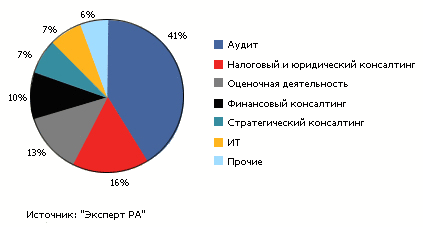 6%
7%
41%
7%
10%
13%
16%
Аудит
Налоговый и юридический консалтинг
Оценочная деятельность
Финансовый консалтинг
Стратегический консалтинг
ИТ
Прочие
Источник: "Эксперт РА"